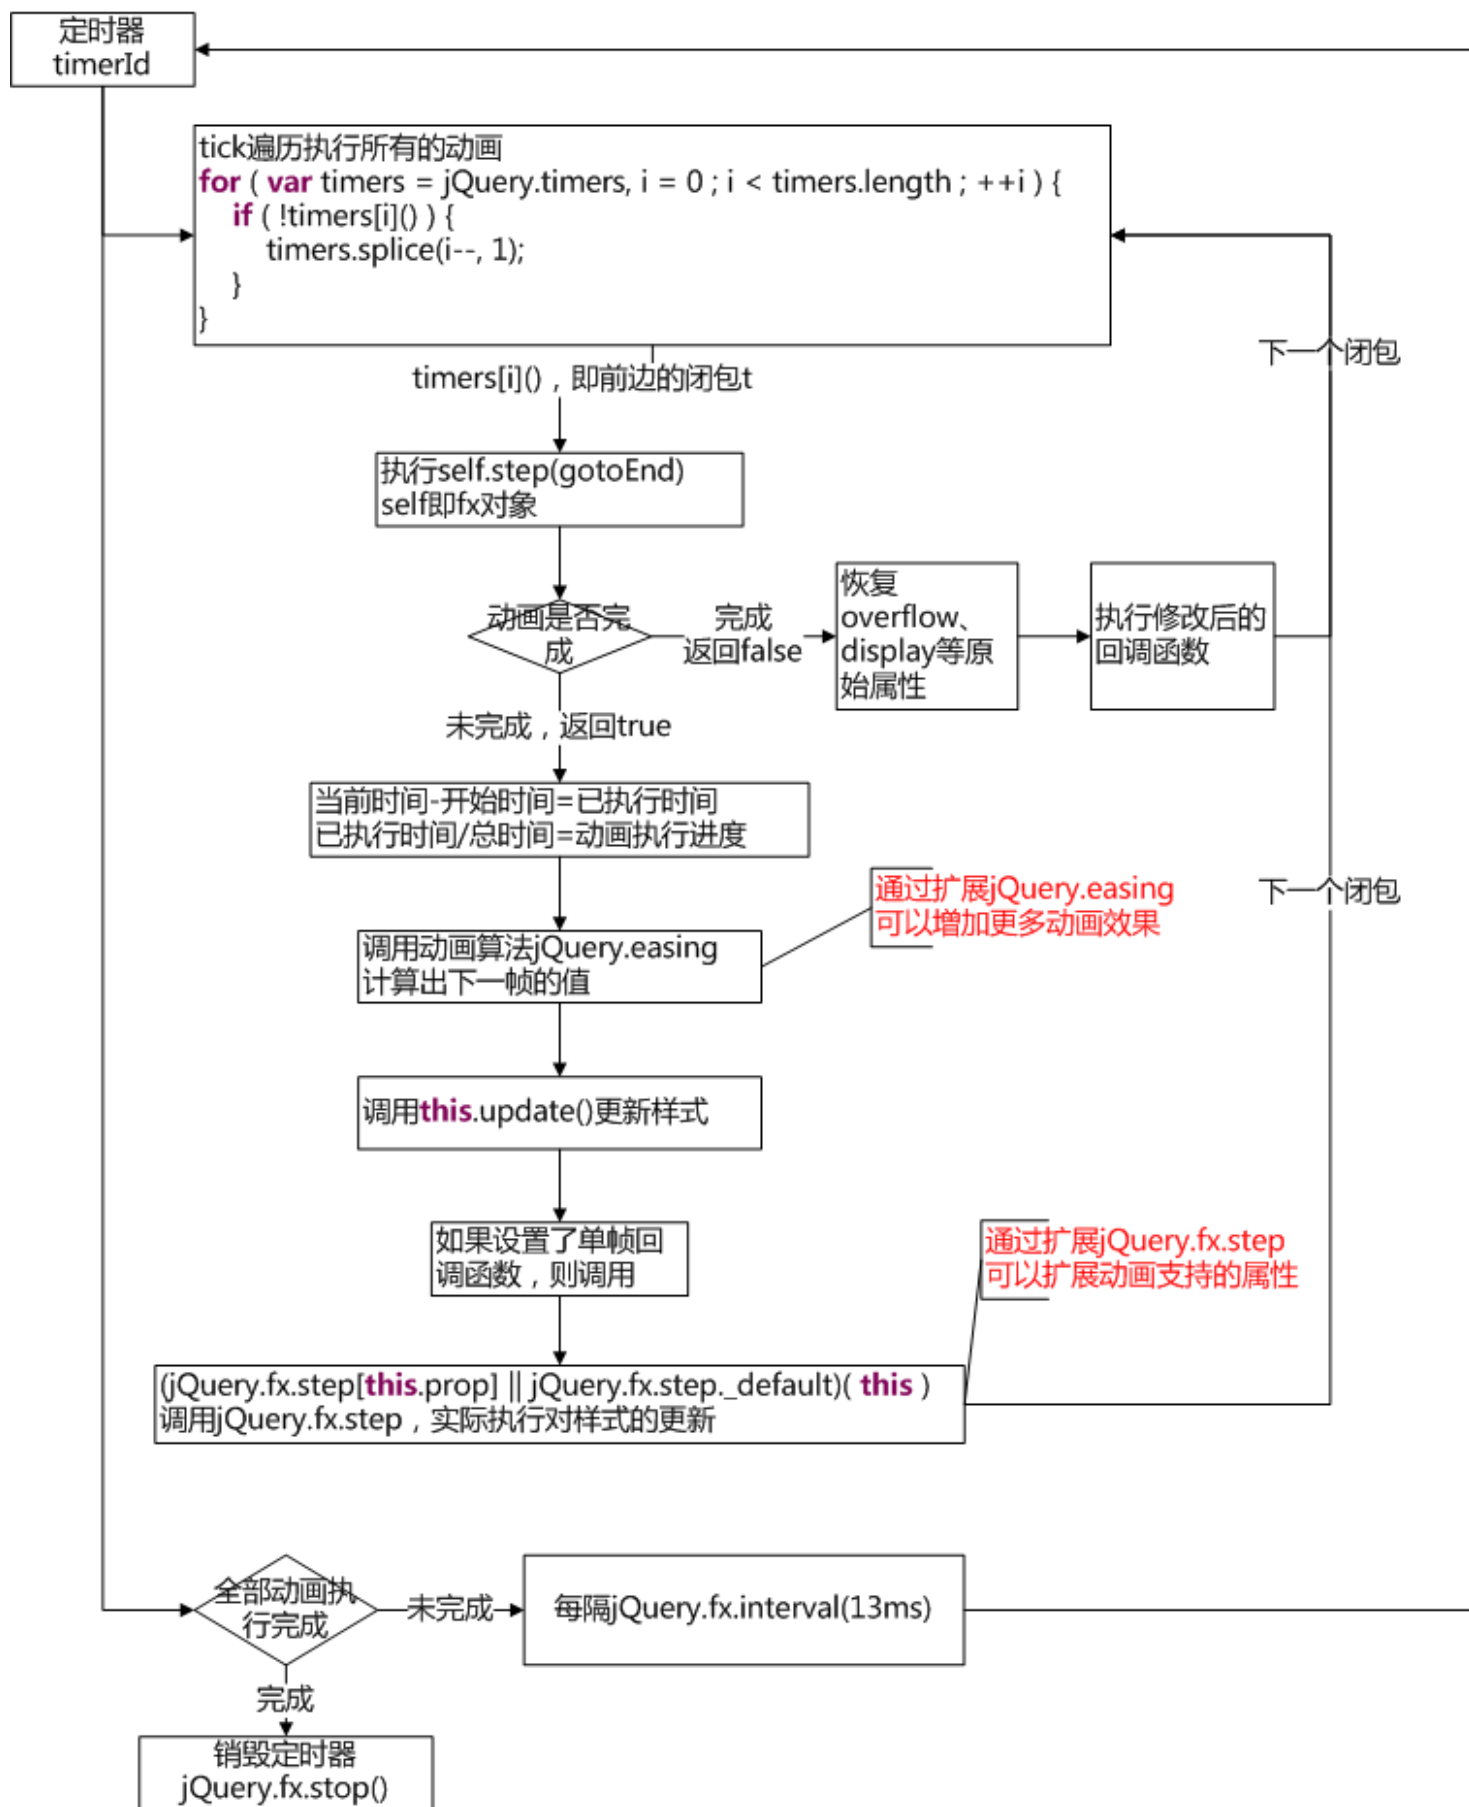 定时器
timerId
tick遍历执行所有的动画
for ( var timers = jQuery.timers, i = 0 ; i < timers.length ; ++i ) {
if ( !timers[i]() ) {
timers.splice(i--, 1);
}
}
下一个闭包
timers[i]()，即前边的闭包t
执行self.step(gotoEnd)
self即fx对象
动画是否完
成
完成
返回false
恢复
overflow、
display等原
始属性
执行修改后的
回调函数
未完成，返回true
当前时间-开始时间=已执行时间
已执行时间/总时间=动画执行进度
通过扩展jQuery.easing
可以增加更多动画效果
下一个闭包
调用动画算法jQuery.easing
计算出下一帧的值
调用this.update()更新样式
如果设置了单帧回
调函数，则调用
通过扩展jQuery.fx.step
可以扩展动画支持的属性
(jQuery.fx.step[this.prop] || jQuery.fx.step._default)( this )
调用jQuery.fx.step，实际执行对样式的更新
全部动画执
行完成
未完成
每隔jQuery.fx.interval(13ms)
完成
销毁定时器
jQuery.fx.stop()